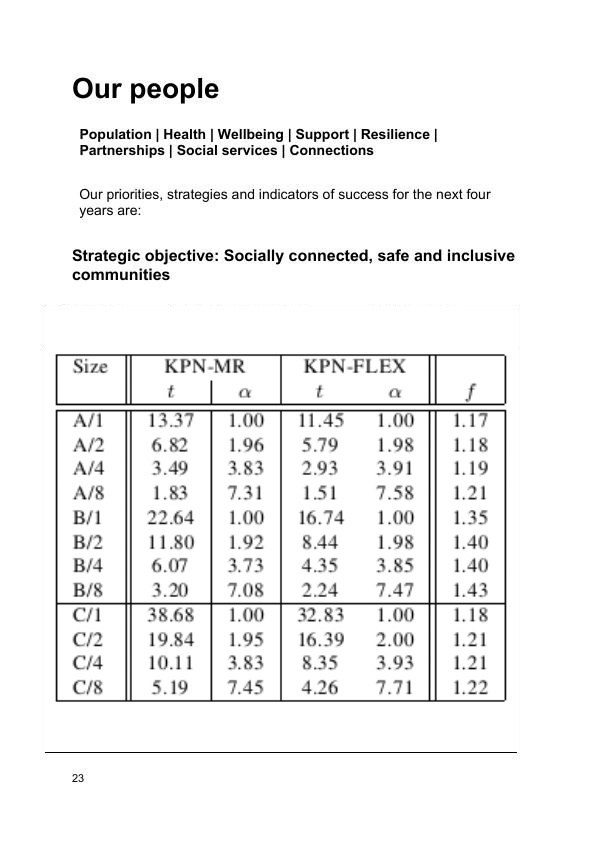 Our people
Population | Health | Wellbeing | Support | Resilience |
Partnerships | Social services | Connections
Our priorities, strategies and indicators of success for the next four
years are:
Strategic objective: Socially connected, safe and inclusive
communities
Size KPN-MR KPN-FLEX
t α t α f
A/1 13.37 1.00 11.45 1.00 1.17
A/2 6.82 1.96 5.79 1.98 1.18
A/4 3.49 3.83 2.93 3.91 1.19
A/8 1.83 7.31 1.51 7.58 1.21
B/1 22.64 1.00 16.74 1.00 1.35
B/2 11.80 1.92 8.44 1.98 1.40
B/4 6.07 3.73 4.35 3.85 1.40
B/8 3.20 7.08 2.24 7.47 1.43
C/1 38.68 1.00 32.83 1.00 1.18
C/2 19.84 1.95 16.39 2.00 1.21
C/4 10.11 3.83 8.35 3.93 1.21
C/8 5.19 7.45 4.26 7.71 1.22
23